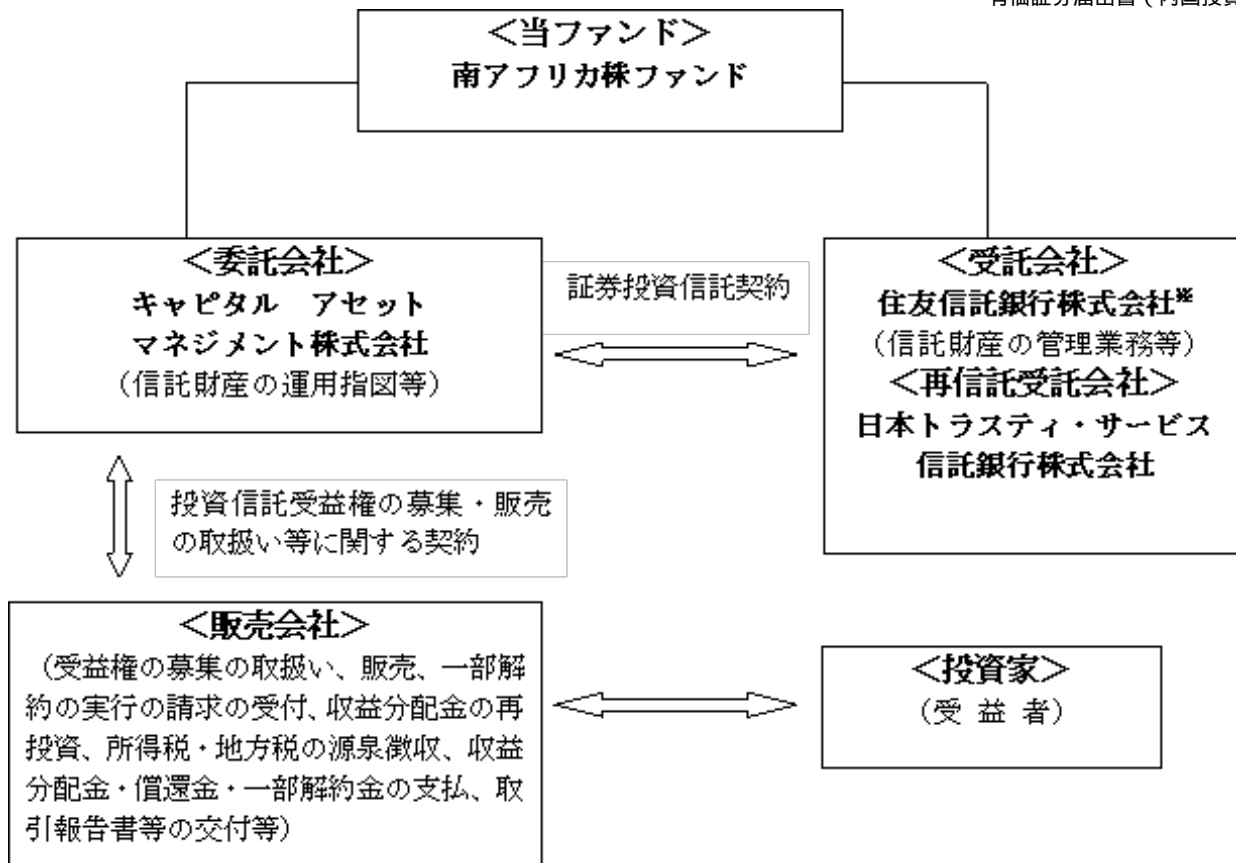 有価証券届出書（内国投資
＜当ファンド＞
南アフリカ株ファンド
＜委託会社＞
キャピタル　アセット
マネジメント株式会社
（信託財産の運用指図等）
証券投資信託契約
＜受託会社＞
住友信託銀行株式会社※
（信託財産の管理業務等）
＜再信託受託会社＞
日本トラスティ・サービス
信託銀行株式会社
投資信託受益権の募集・販売
の取扱い等に関する契約
＜販売会社＞
（受益権の募集の取扱い、販売、一部解
約の実行の請求の受付、収益分配金の再
投資、所得税・地方税の源泉徴収、収益
分配金・償還金・一部解約金の支払、取
引報告書等の交付等）
＜投資家＞
（受 益 者）